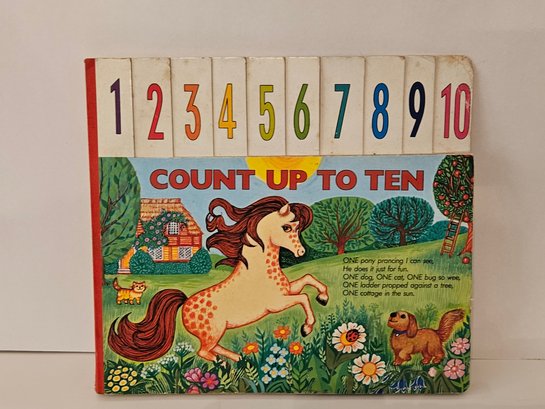 1 2 3 4 5 6 7 8 9 10
COUNT UP TO TEN
ONE pony prancing I can see,
He does it just for fun.
ONE dog, ONE cat, ONE bug so wee,
ONE ladder propped against a tree,
ONE cottage in the sun.